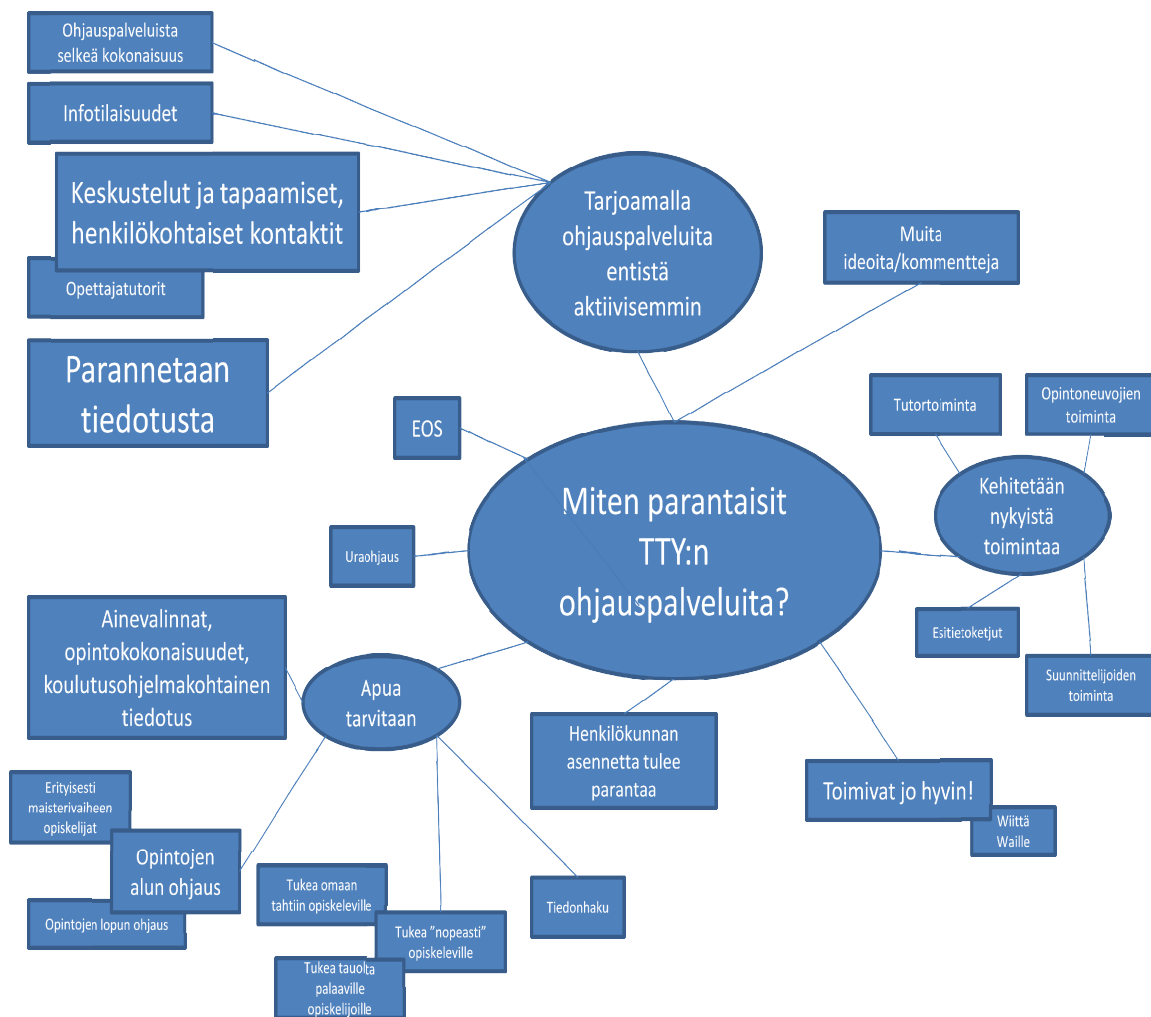 Ohjauspalveluista
selkeä kokonaisuus
Infotilaisuudet
Keskustelut ja tapaamiset,
henkilökohtaiset kontaktit
Opettajatutorit
Parannetaan
tiedotusta
Tarjoamalla
ohjauspalveluita
entistä
aktiivisemmin
Muita
ideoita/kommentteja
EOS
Uraohjaus
Miten parantaisit
TTY:n
ohjauspalveluita?
Tutortoiminta
Opintoneuvojien
toiminta
Kehitetään
nykyistä
toimintaa
Esitietoketjut
Suunnittelijoiden
toiminta
Ainevalinnat,
opintokokonaisuudet,
koulutusohjelmakohtainen
tiedotus
Apua
tarvitaan
Henkilökunnan
asennetta tulee
parantaa
Toimivat jo hyvin!
Wiittä
Waille
Erityisesti
maisterivaiheen
opiskelijat
Opintojen
alun ohjaus
Opintojen lopun ohjaus
Tukea omaan
tahtiin opiskeleville
Tukea "nopeasti"
opiskeleville
Tukea tauolta
palaaville
opiskelijoille
Tiedonhaku